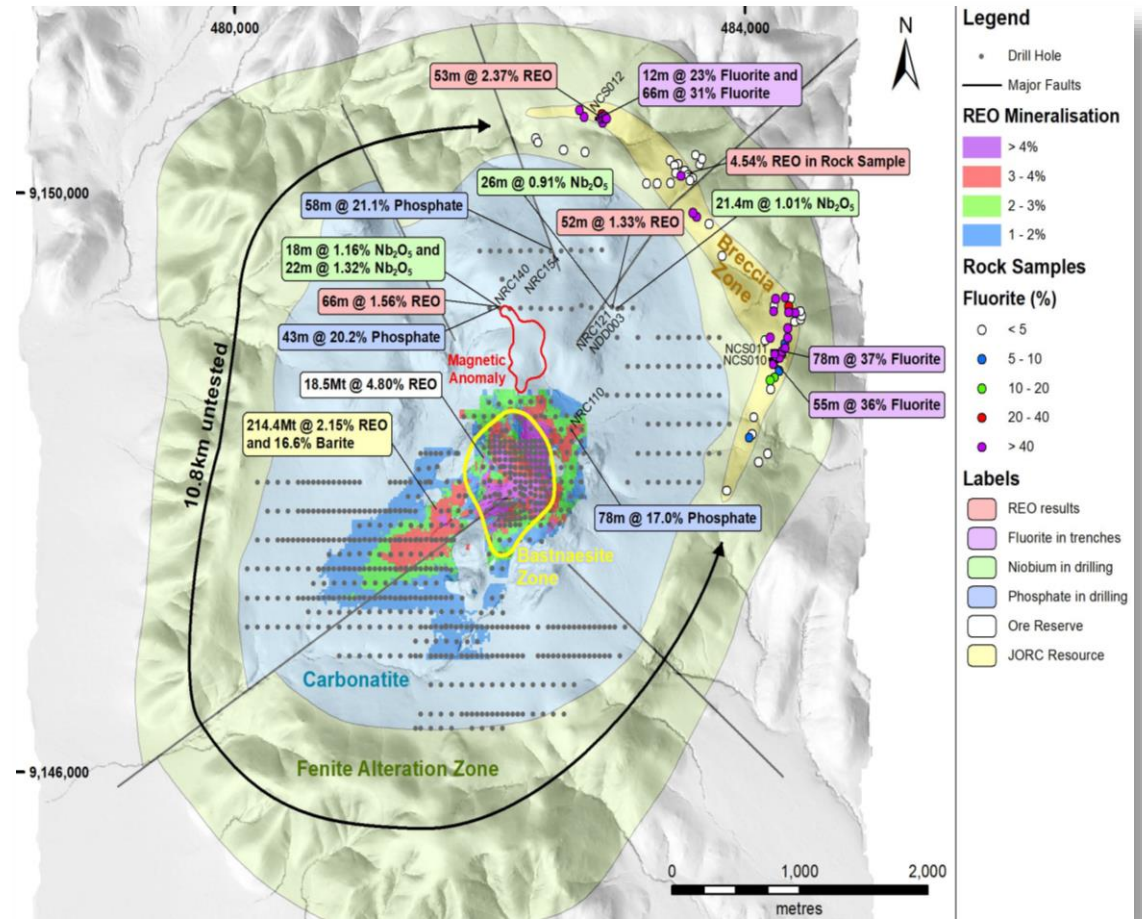 480,000
484,000
N
9,150,000
9,146,000
53m @ 2.37% REO
NCS012
12m @ 23% Fluorite and
66m @ 31% Fluorite
4.54% REO in Rock Sample
26m @ 0.91% Nb₂O₅
21.4m @ 1.01% Nb₂O₅
58m @ 21.1% Phosphate
52m @ 1.33% REO
18m @ 1.16% Nb₂O₅ and
22m @ 1.32% Nb₂O₅
NRC140
NRC154
Breccia
Zone
66m @ 1.56% REO
43m @ 20.2% Phosphate
NRC121
NDD003
Magnetic
Anomaly
NCS011
NCS010
78m @ 37% Fluorite
55m @ 36% Fluorite
18.5Mt @ 4.80% REO
NRC110
214.4Mt @ 2.15% REO
and 16.6% Barite
10.8km untested
78m @ 17.0% Phosphate
Bastnaesite
Zone
Carbonatite
Fenite Alteration Zone
0 1,000 2,000
metres
Legend
Drill Hole
Major Faults
REO Mineralisation
> 4%
3 - 4%
2 - 3%
1 - 2%
Rock Samples
Fluorite (%)
< 5
5 - 10
10 - 20
20 - 40
> 40
Labels
REO results
Fluorite in trenches
Niobium in drilling
Phosphate in drilling
Ore Reserve
JORC Resource